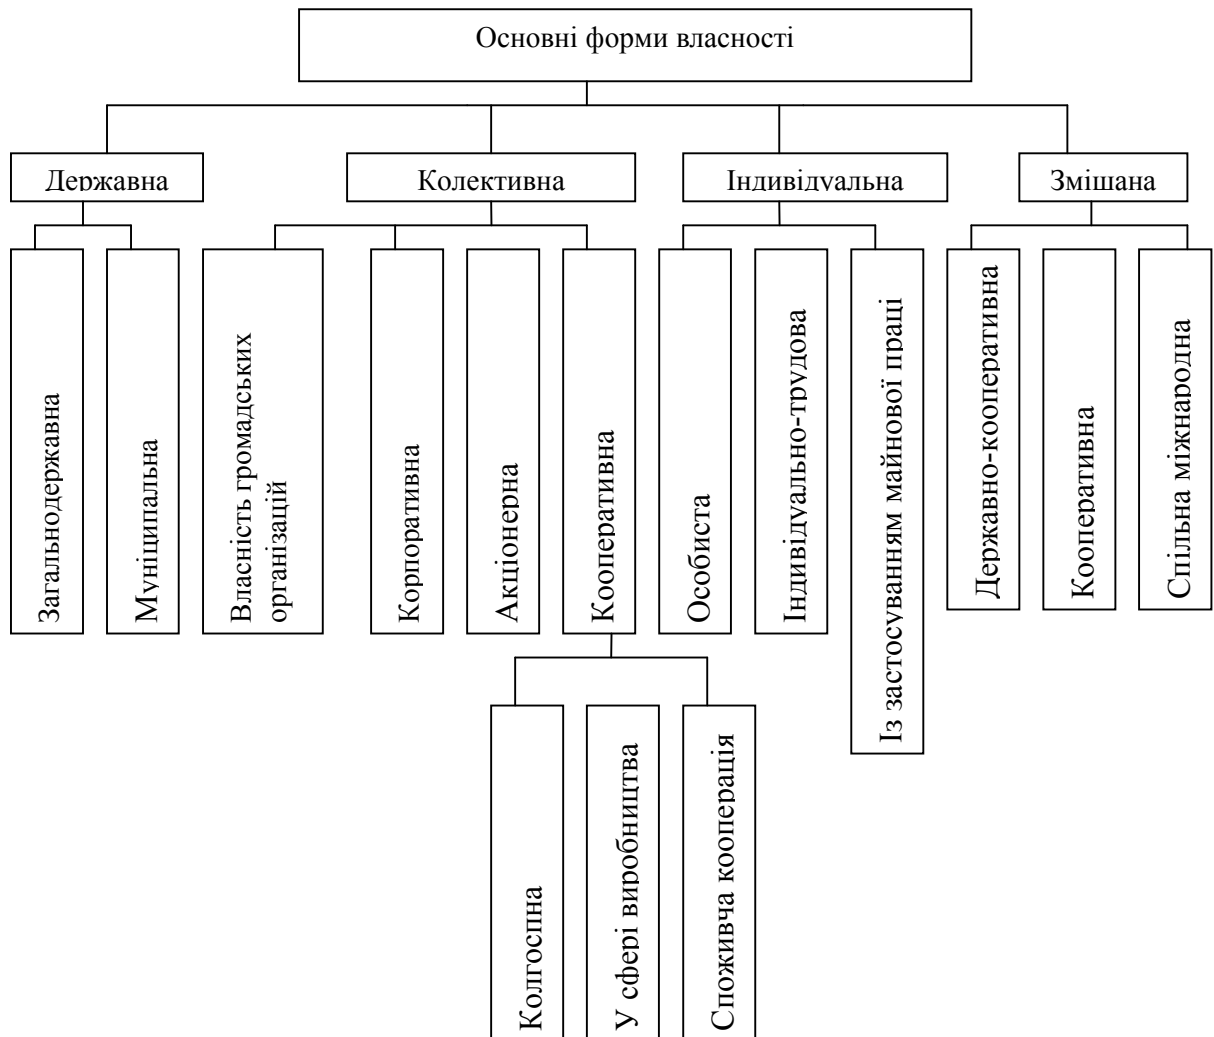 Основні форми власності
Державна
Колективна
Індивідуальна
Змішана
Загальнодержавна
Муніципальна
Власність громадських
організацій
Корпоративна
Акціонерна
Кооперативна
Особиста
Індивідуально-трудова
Із застосуванням майнової праці
Державно-кооперативна
Кооперативна
Спільна міжнародна
Колгоспна
У сфері виробництва
Споживча кооперація